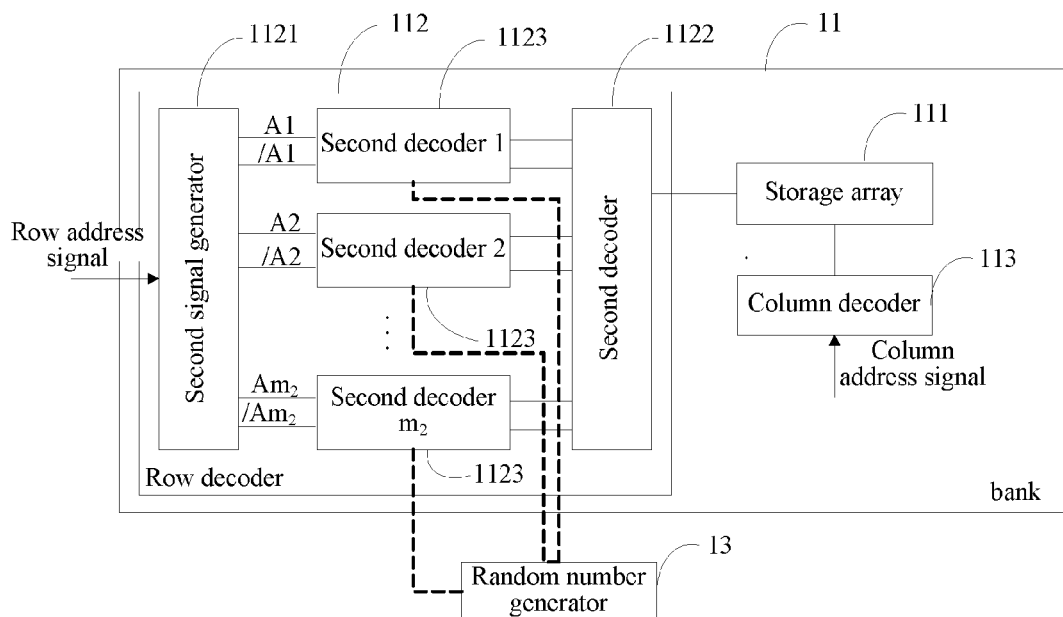 1121
112
1123
1122
11
A1
/A1
Second decoder 1
111
Storage array
Row address
signal
Second signal generator
A2
/A2
Second decoder 2
Second decoder
113
Column decoder
1123
Column
address signal
Am₂
/Am₂
Second decoder
m₂
1123
Row decoder
bank
13
Random number
generator